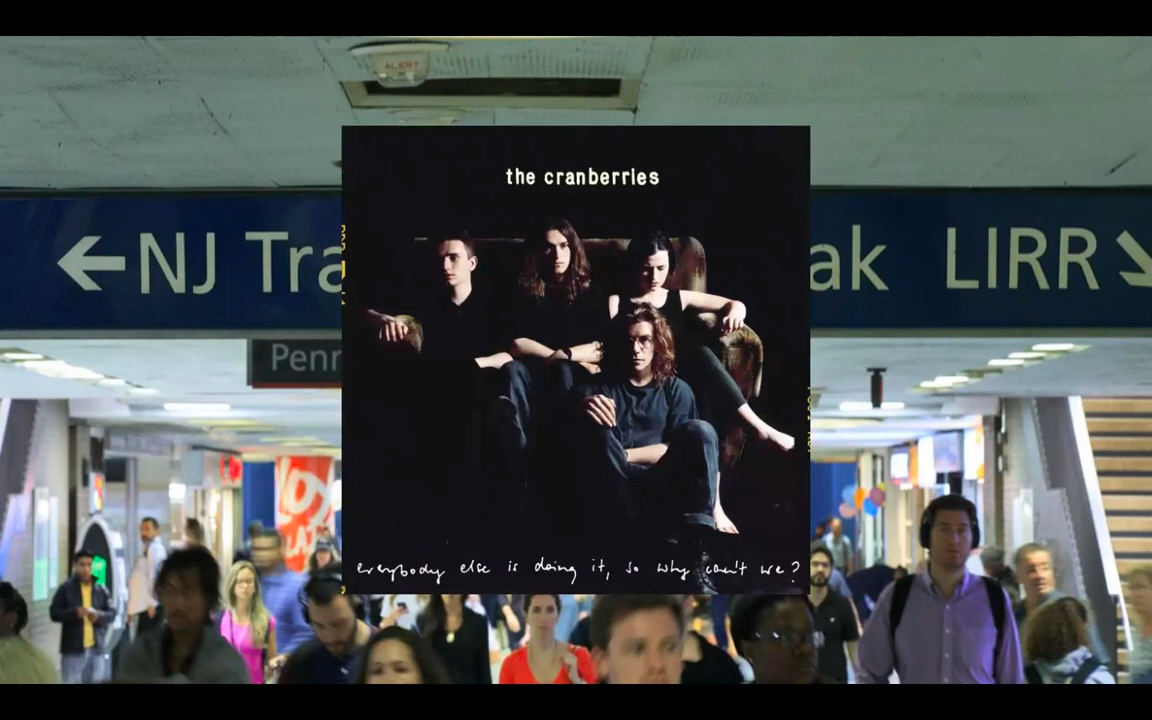 ALERT
the cranberries
←NJ Tra
ak LIRR↘
Penn
everybody else is doing it, so why can't we?